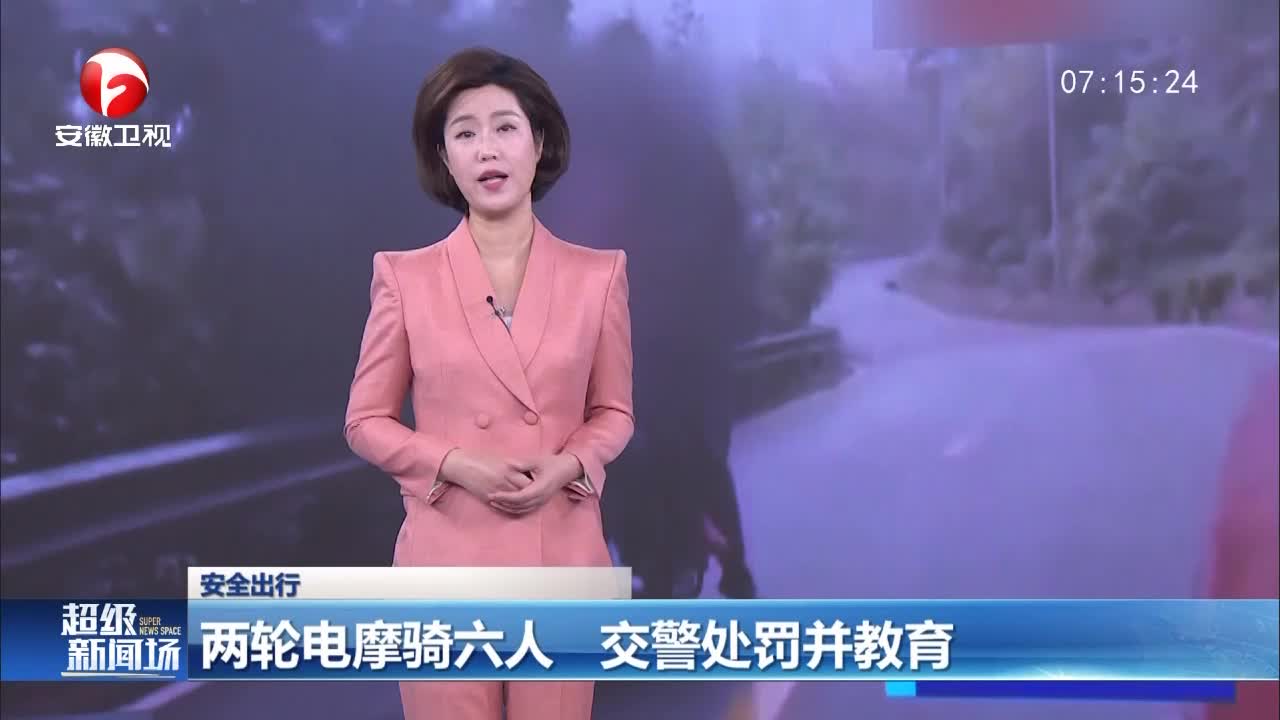 安徽卫视
07:15:24
安全出行
超级
新闻场
SUPER
NEWS SPACE
两轮电摩骑六人 交警处罚并教育